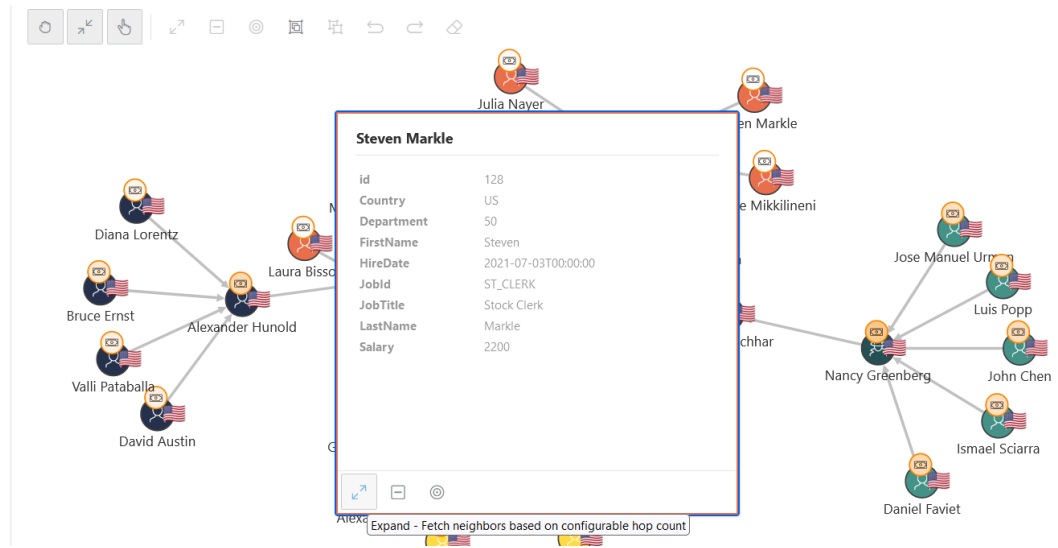 Julia Nayer
en Markle
Steven Markle
id 128
Country US
Department 50
FirstName Steven
HireDate 2021-07-03T00:00:00
JobId ST_CLERK
JobTitle Stock Clerk
LastName Markle
Salary 2200
e Mikkilineni
Diana Lorentz
Laura Bisso
Jose Manuel Urman
Bruce Ernst
Alexander Hunold
Luis Popp
chhar
Valli Pataballa
Nancy Greenberg
John Chen
David Austin
G
Ismael Sciarra
Alexa
Expand - Fetch neighbors based on configurable hop count
Daniel Faviet